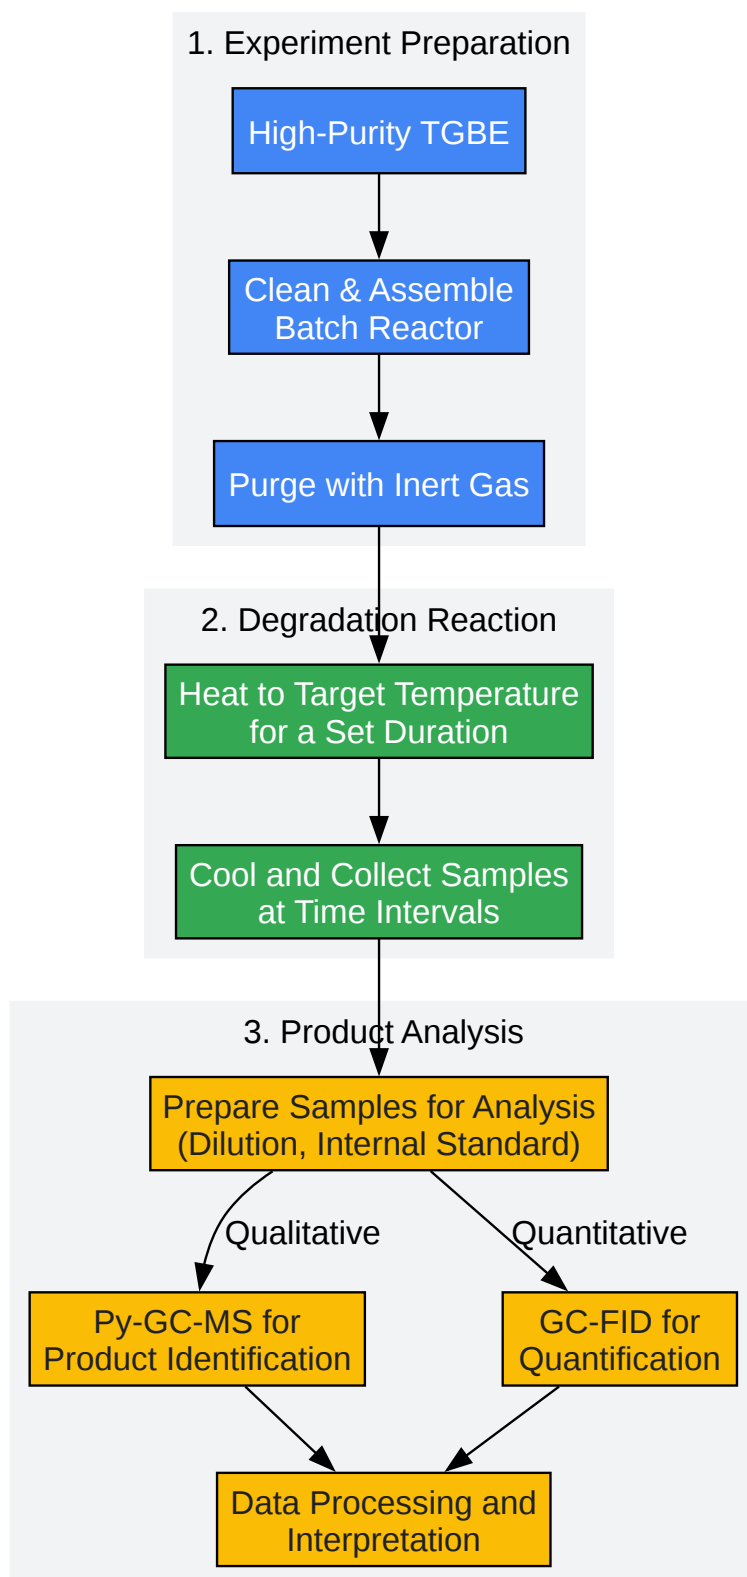 1. Experiment Preparation
High-Purity TGBE
Clean & Assemble
Batch Reactor
Purge with Inert Gas
2. Degradation Reaction
Heat to Target Temperature
for a Set Duration
Cool and Collect Samples
at Time Intervals
3. Product Analysis
Prepare Samples for Analysis
(Dilution, Internal Standard)
Qualitative
Quantitative
Py-GC-MS for
Product Identification
GC-FID for
Quantification
Data Processing and
Interpretation